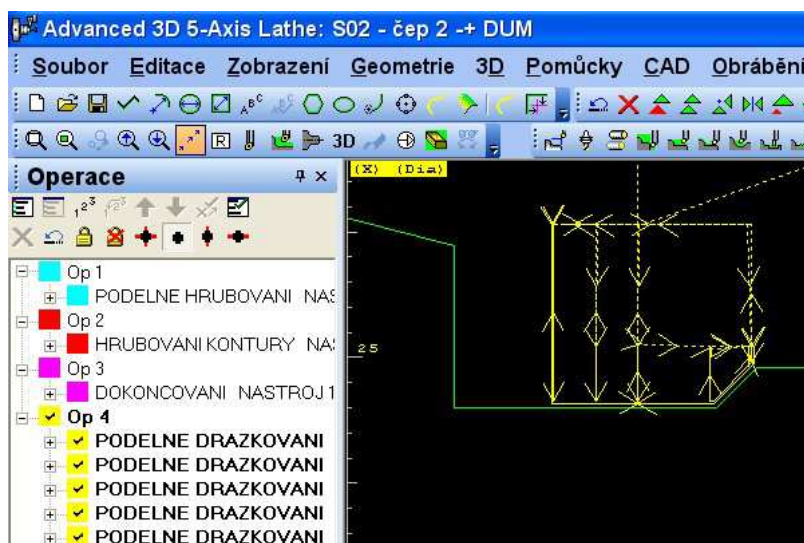 Advanced 3D 5-Axis Lathe: S02 - čep 2 -+ DUM
Soubor Editace Zobrazení Geometrie 3D Pomůcky CAD Obrábění
ABC
R 3D
Operace
(X) (Dia)
123
Op 1
PODELNE HRUBOVANI NAS
Op 2
HRUBOVANI KONTURY NA
Op 3
DOKONCOVANI NASTROJ 1
Op 4
PODELNE DRAZKOVANI
PODELNE DRAZKOVANI
PODELNE DRAZKOVANI
PODELNE DRAZKOVANI
PODELNE DRAZKOVANI
25